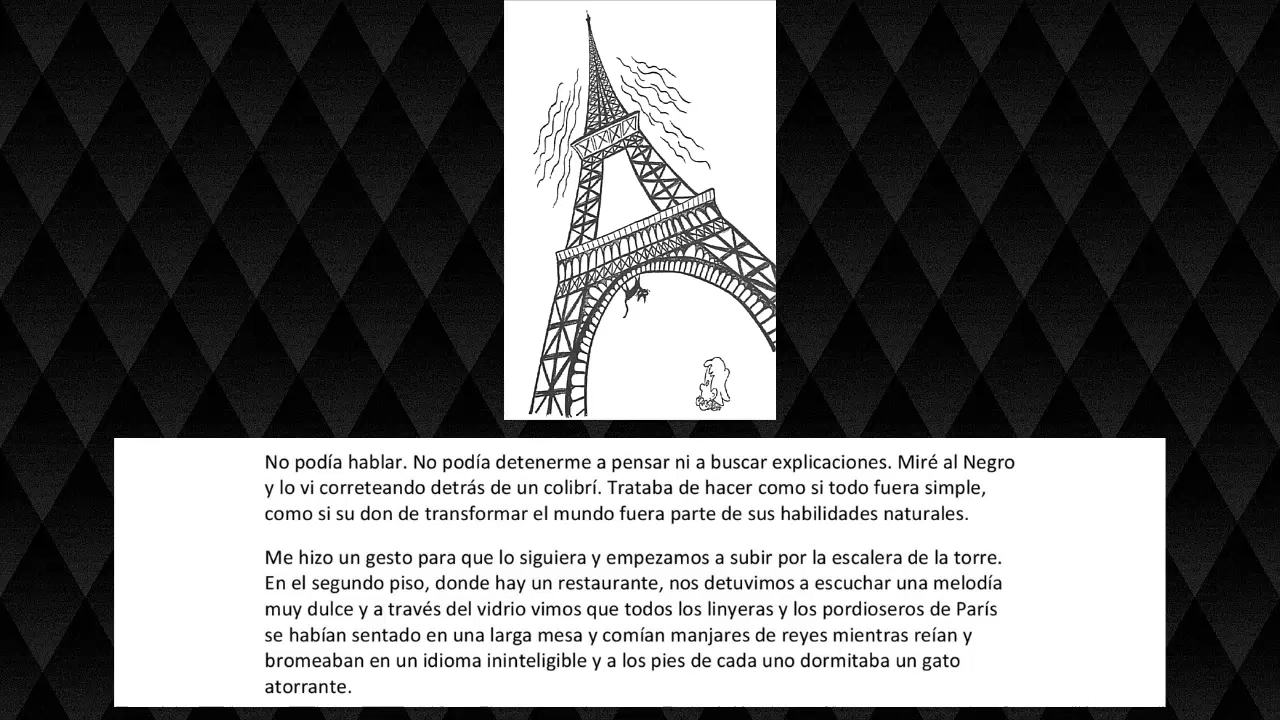 No podía hablar. No podía detenerme a pensar ni a buscar explicaciones. Miré al Negro
y lo vi correteando detrás de un colibrí. Trataba de hacer como si todo fuera simple,
como si su don de transformar el mundo fuera parte de sus habilidades naturales.
Me hizo un gesto para que lo siguiera y empezamos a subir por la escalera de la torre.
En el segundo piso, donde hay un restaurante, nos detuvimos a escuchar una melodía
muy dulce y a través del vidrio vimos que todos los linyeras y los pordioseros de París
se habían sentado en una larga mesa y comían manjares de reyes mientras reían y
bromeaban en un idioma ininteligible y a los pies de cada uno dormitaba un gato
atorrante.